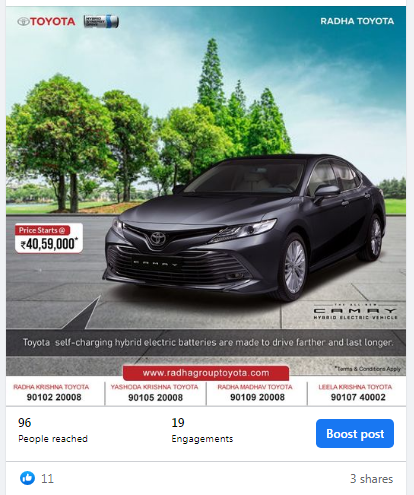 TOYOTA
RADHA TOYOTA
Price Starts @
₹40,59,000*
CAMRY
THE ALL NEW
CAMRY
HYBRID ELECTRIC VEHICLE
Toyota self-charging hybrid electric batteries are made to drive farther and last longer.
*Terms & Conditions Apply
www.radhagrouptoyota.com
RADHA KRISHNA TOYOTA YASHODA KRISHNA TOYOTA RADHA MADHAV TOYOTA LEELA KRISHNA TOYOTA
90102 20008 90105 20008 90109 20008 90107 40002
96 19
People reached Engagements
Boost post
11 3 shares